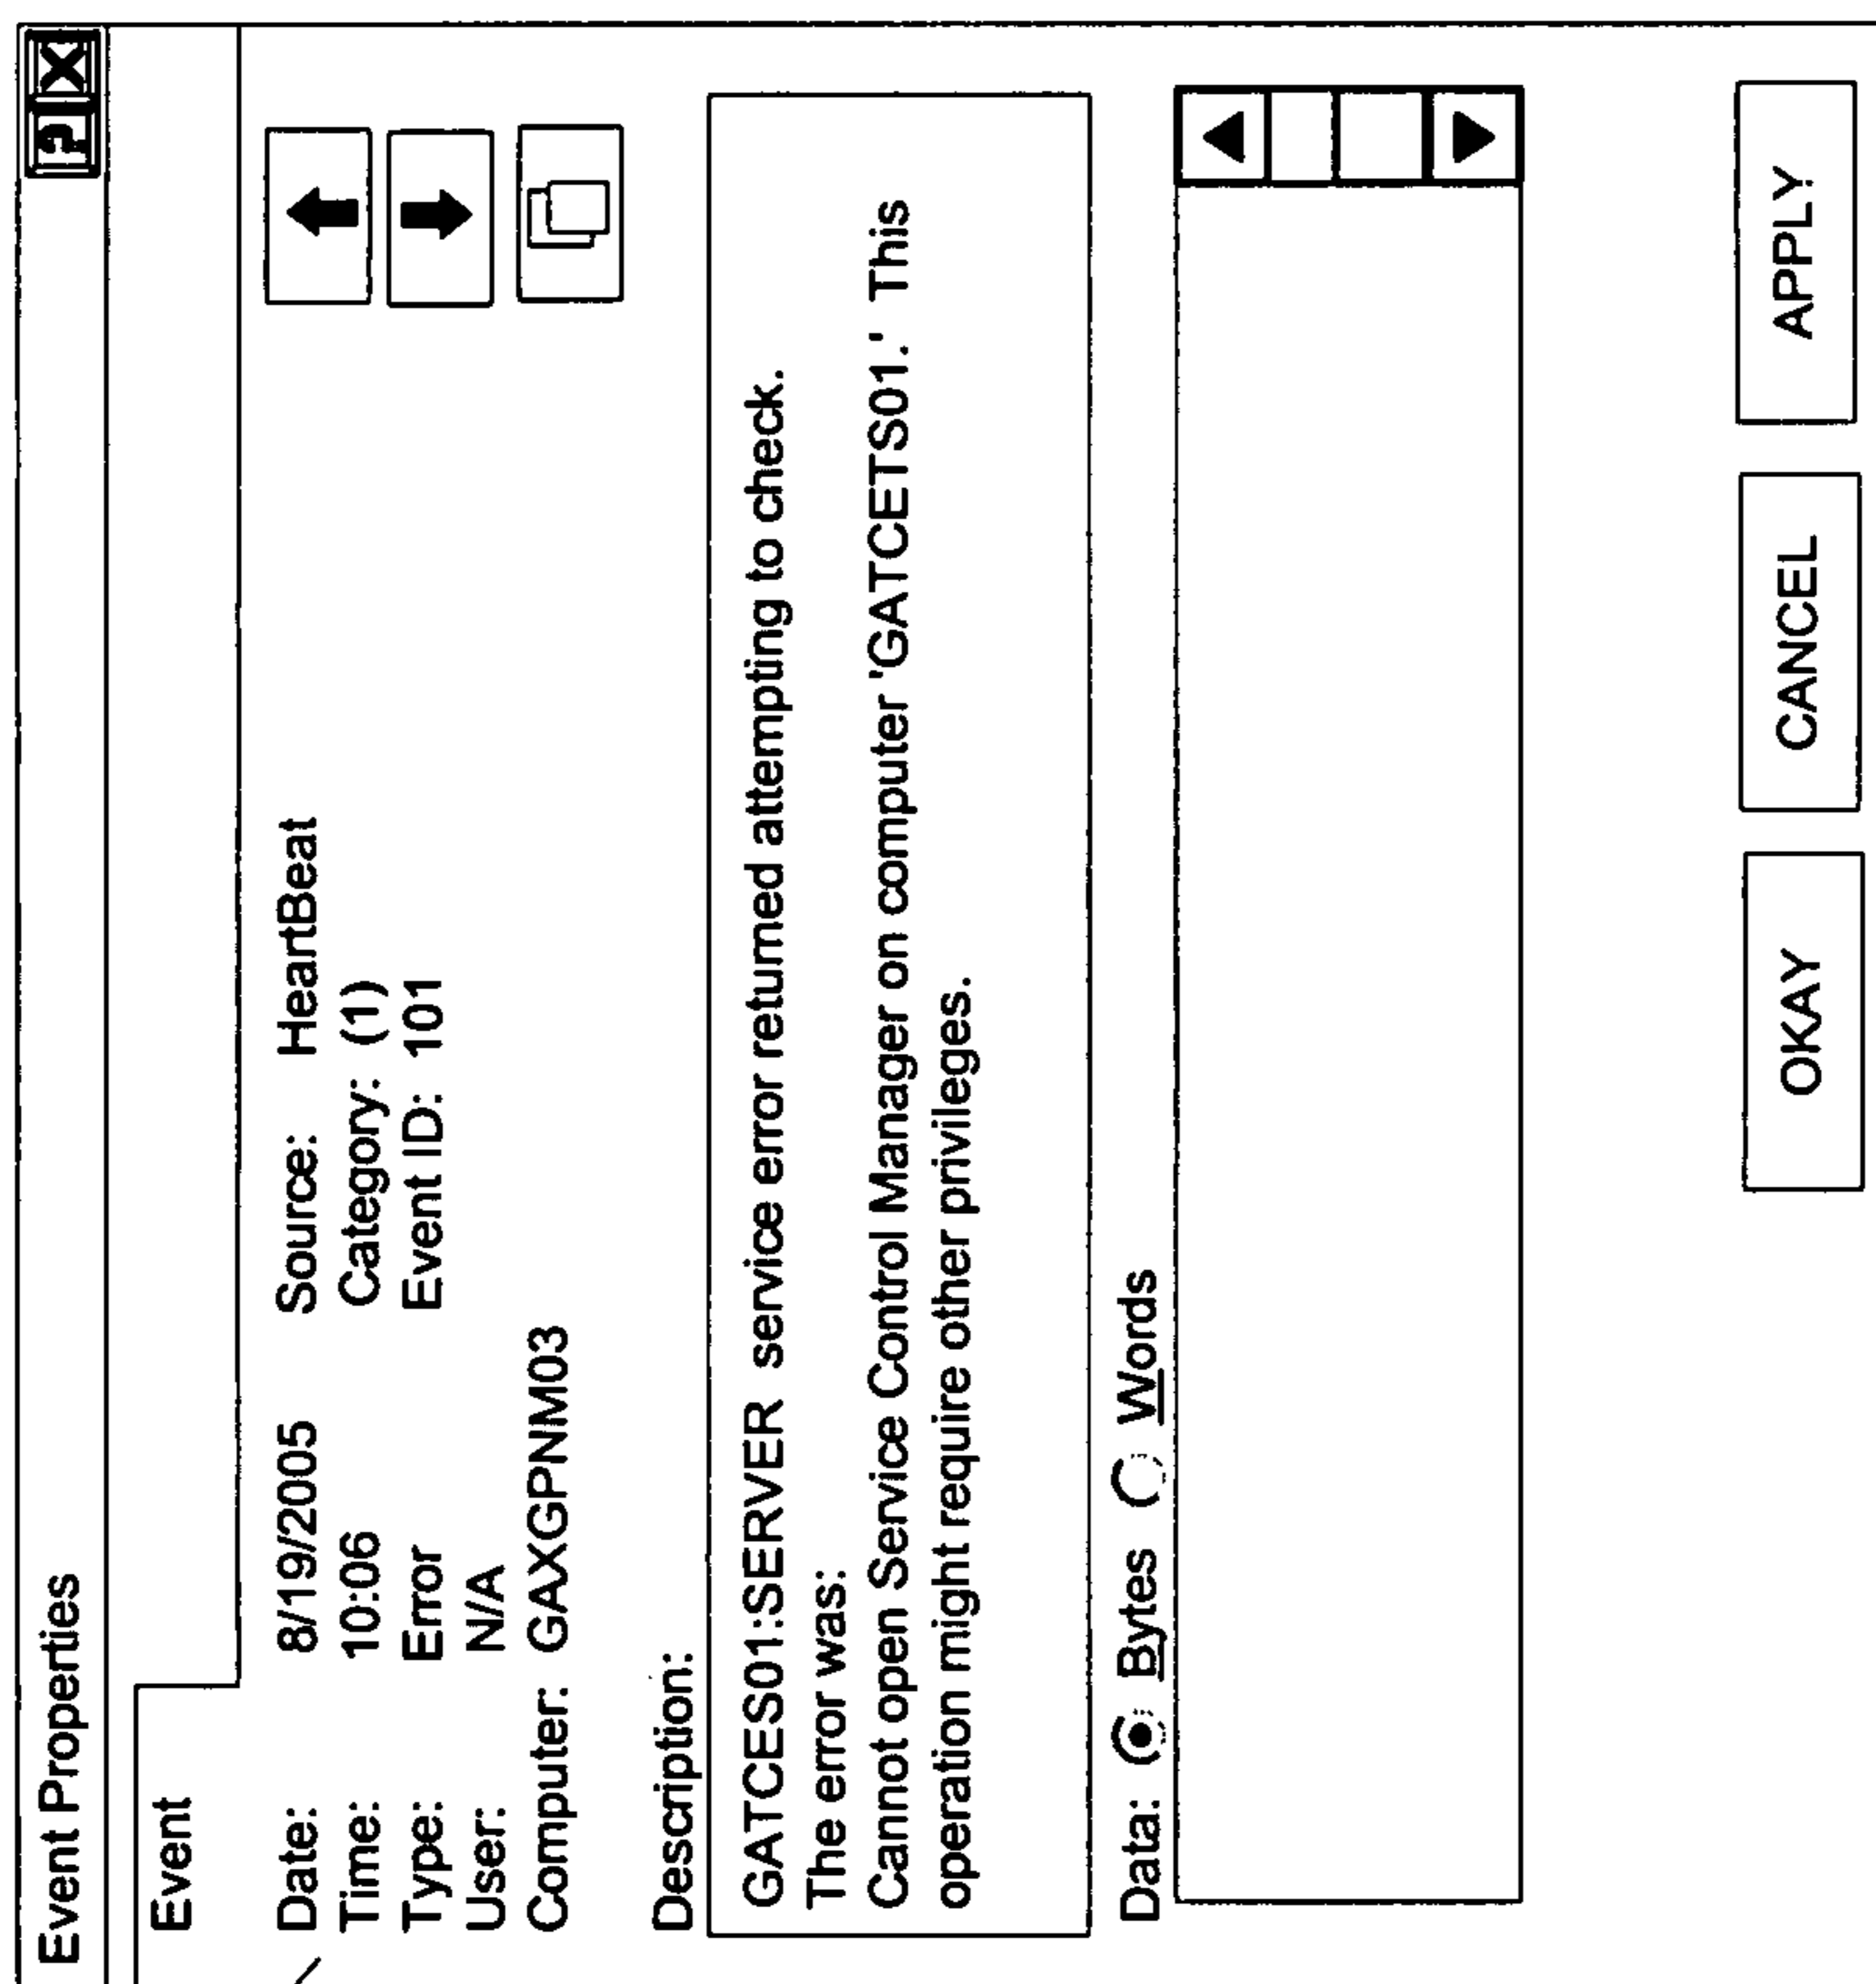 Event Properties
Event
Date: 8/19/2005 Source: HeartBeat
Time: 10:06 Category: (1)
Type: Error Event ID: 101
User: N/A
Computer: GAXGPNM03
Description:
GATCES01:SERVER service error returned attempting to check.
The error was:
Cannot open Service Control Manager on computer 'GATCETS01.' This
operation might require other privileges.
Data: Bytes Words
OKAY CANCEL APPLY